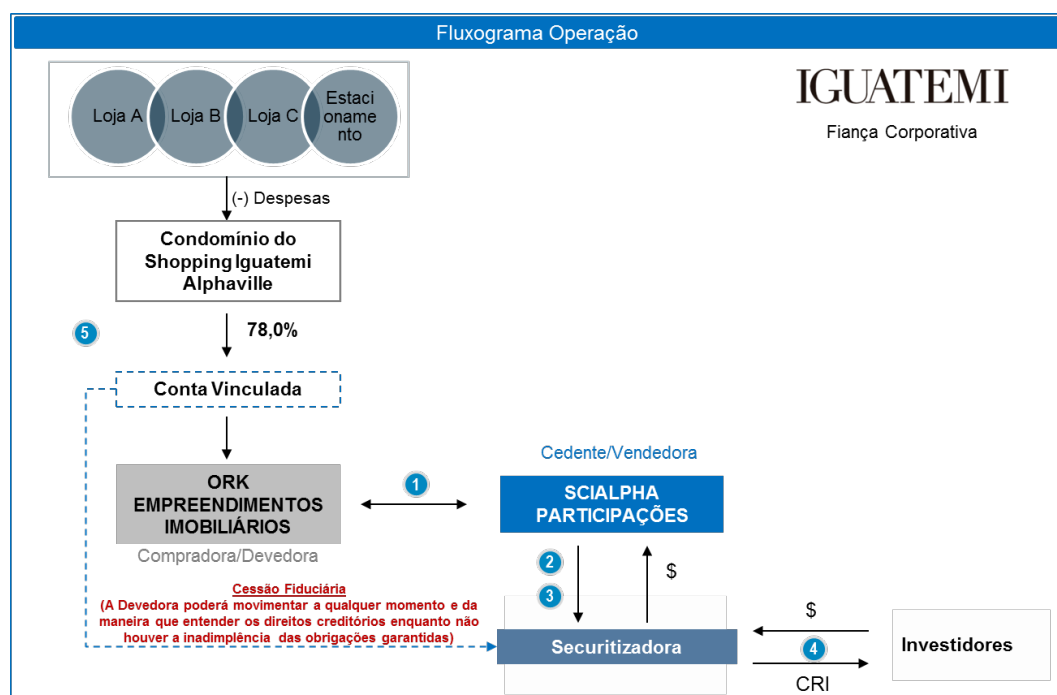 Fluxograma Operação
Loja A
Loja B
Loja C
Estaci
oname
nto
IGUATEMI
Fiança Corporativa
(-) Despesas
Condomínio do
Shopping Iguatemi
Alphaville
5
78,0%
Conta Vinculada
Cedente/Vendedora
ORK
EMPREENDIMENTOS
IMOBILIÁRIOS
1
SCIALPHA
PARTICIPAÇÕES
Compradora/Devedora
2
3
$
Cessão Fiduciária
(A Devedora poderá movimentar a qualquer momento e da
maneira que entender os direitos creditórios enquanto não
houver a inadimplência das obrigações garantidas)
Securitizadora
$
4
CRI
Investidores